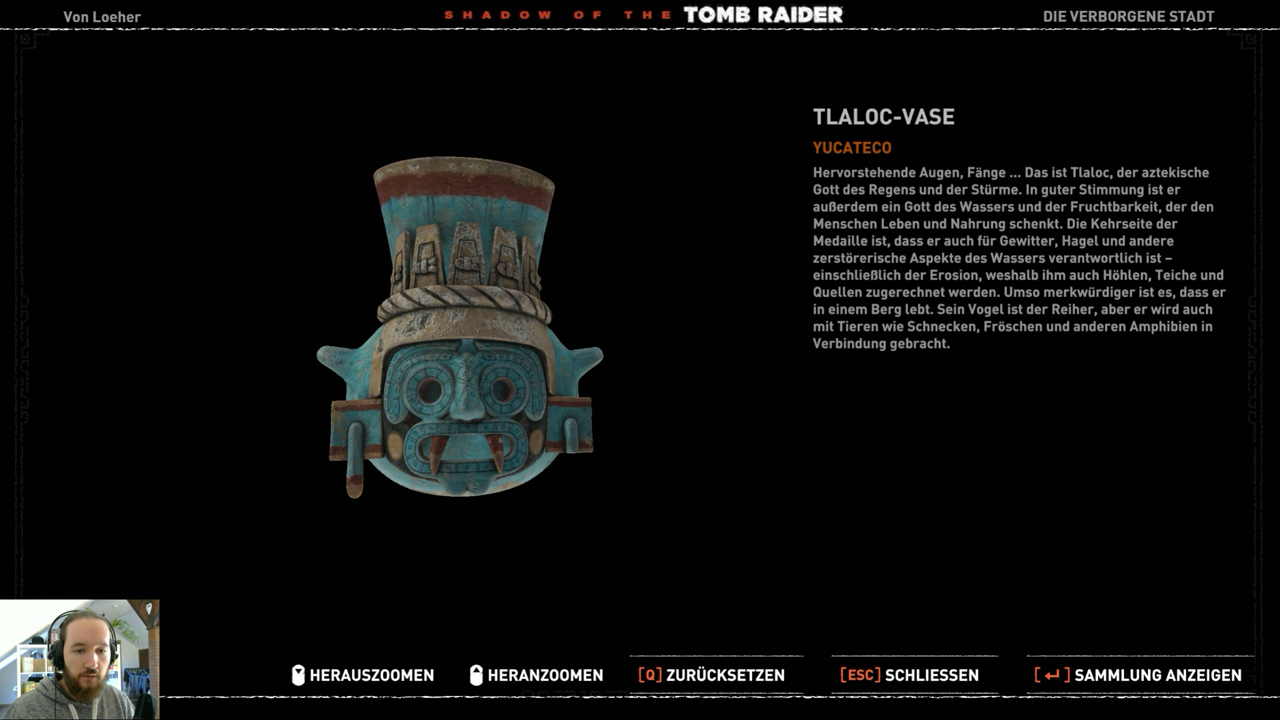 Von Loeher
SHADOW OF THE TOMB RAIDER
DIE VERBORGENE STADT
TLALOC-VASE
YUCATECO
Hervorstehende Augen, Fänge ... Das ist Tlaloc, der aztekische
Gott des Regens und der Stürme. In guter Stimmung ist er
außerdem ein Gott des Wassers und der Fruchtbarkeit, der den
Menschen Leben und Nahrung schenkt. Die Kehrseite der
Medaille ist, dass er auch für Gewitter, Hagel und andere
zerstörerische Aspekte des Wassers verantwortlich ist –
einschließlich der Erosion, weshalb ihm auch Höhlen, Teiche und
Quellen zugerechnet werden. Umso merkwürdiger ist es, dass er
in einem Berg lebt. Sein Vogel ist der Reiher, aber er wird auch
mit Tieren wie Schnecken, Fröschen und anderen Amphibien in
Verbindung gebracht.
HERAUSZOOMEN
HERANZOOMEN
[Q] ZURÜCKSETZEN
[ESC] SCHLIESSEN
[↵] SAMMLUNG ANZEIGEN